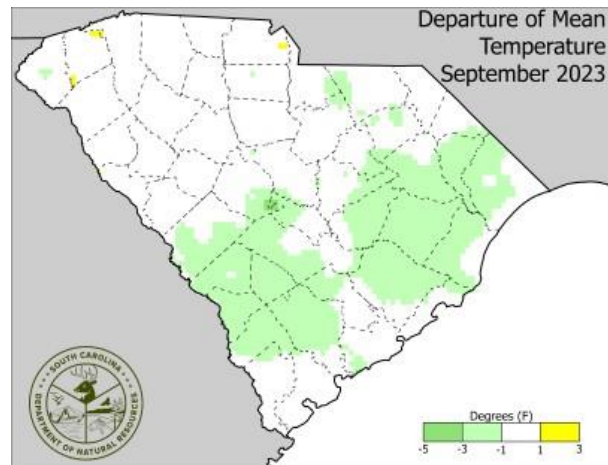 Departure of Mean
Temperature
September 2023
SOUTH CAROLINA
DEPARTMENT OF NATURAL RESOURCES
Degrees (F)
-5 -3 -1 1 3